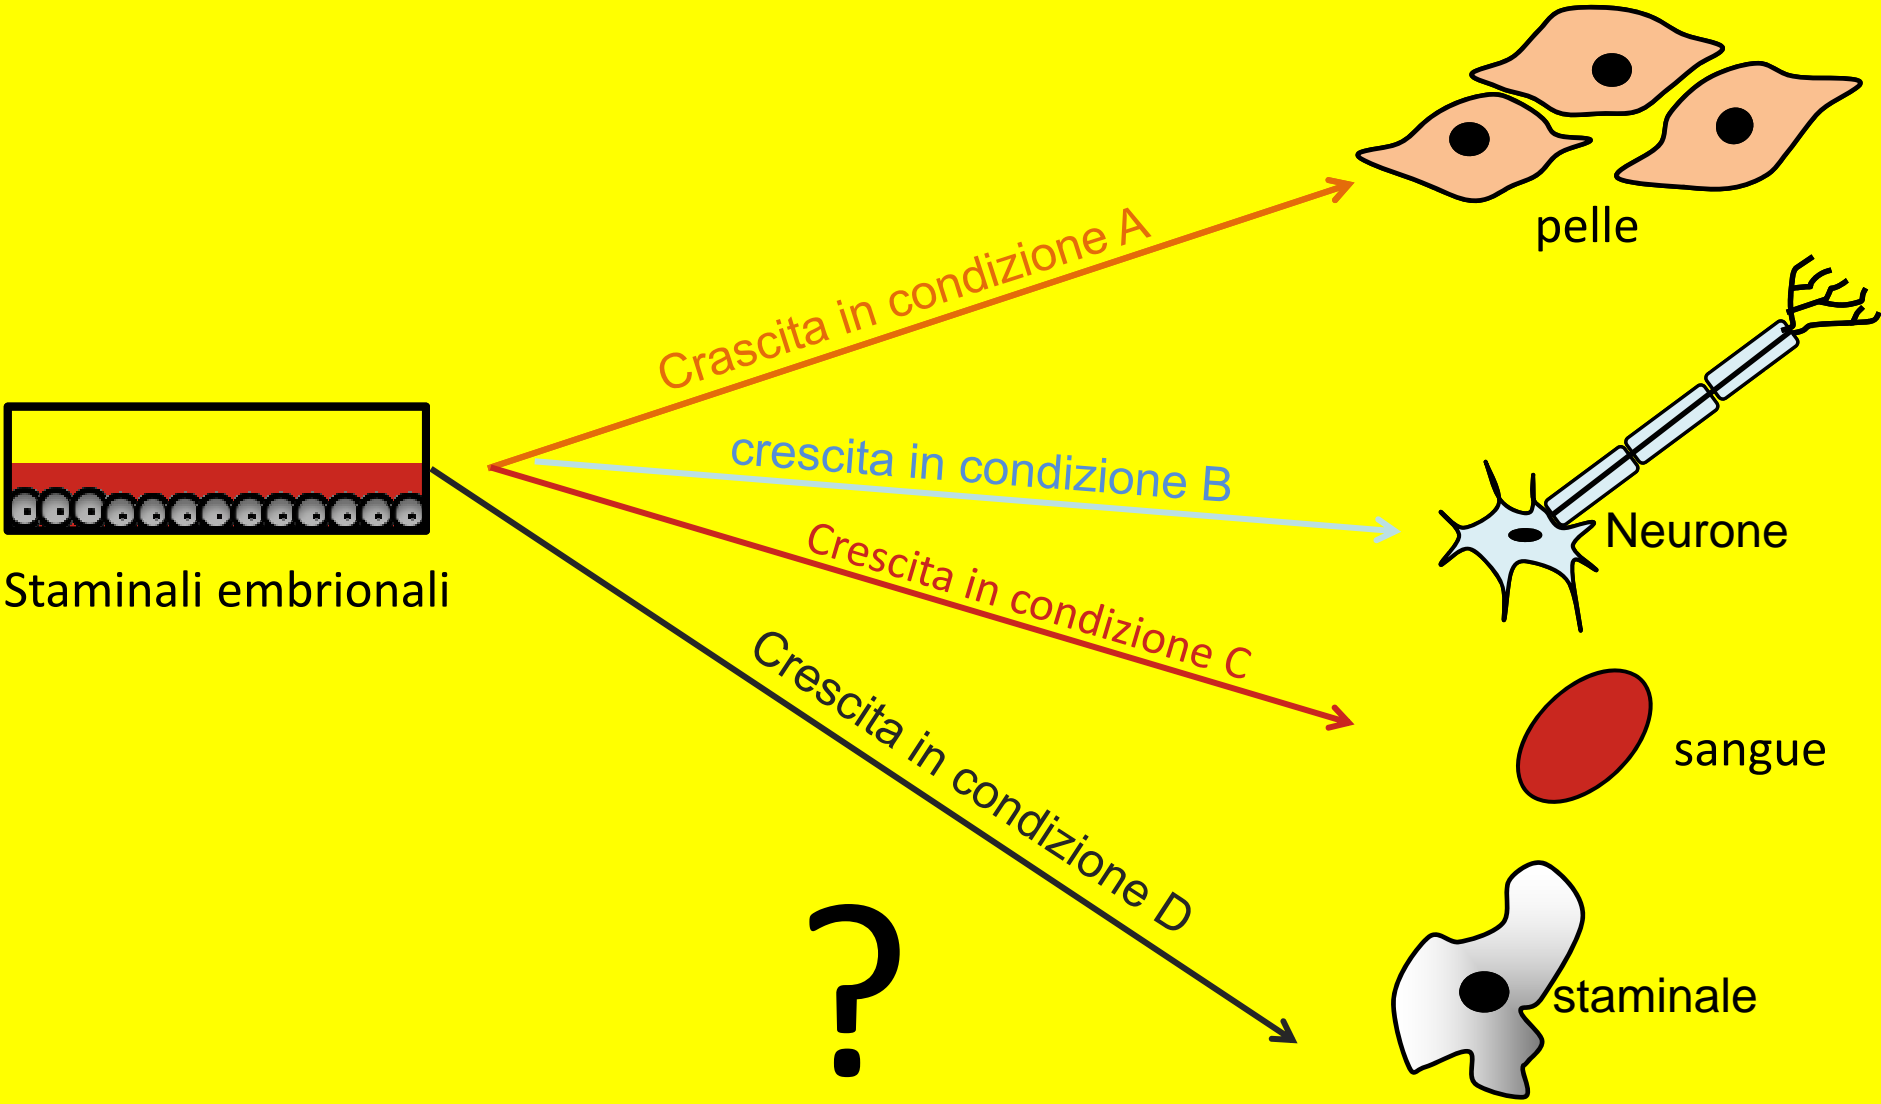 pelle
Crascita in condizione A
crescita in condizione B
Neurone
Staminali embrionali
Crescita in condizione C
sangue
Crescita in condizione D
?
staminale